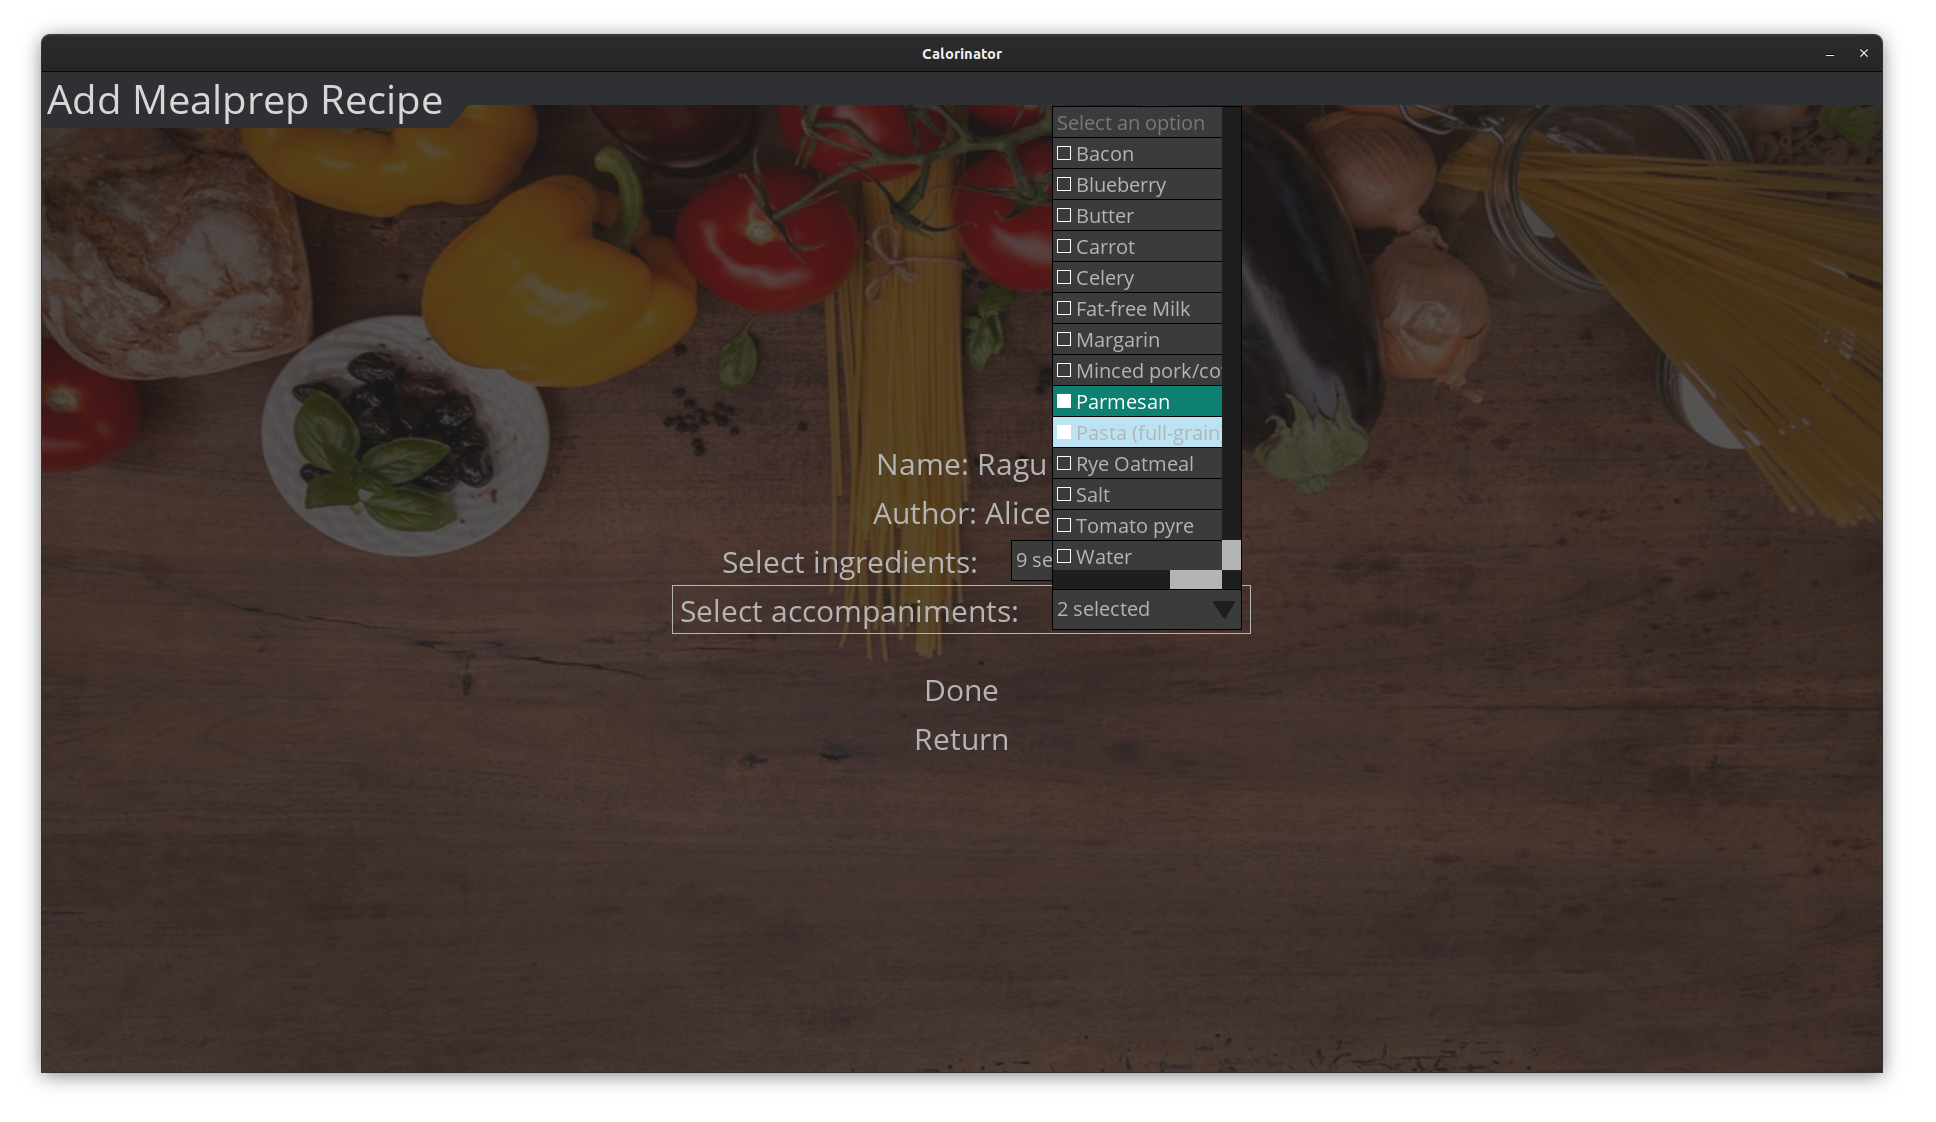 Calorinator
Add Mealprep Recipe
Select an option
Bacon
Blueberry
Butter
Carrot
Celery
Fat-free Milk
Margarin
Minced pork/co
Parmesan
Pasta (full-grain)
Rye Oatmeal
Salt
Tomato pyre
Water
Name: Ragu
Author: Alice
Select ingredients: 9 se
Select accompaniments: 2 selected
Done
Return